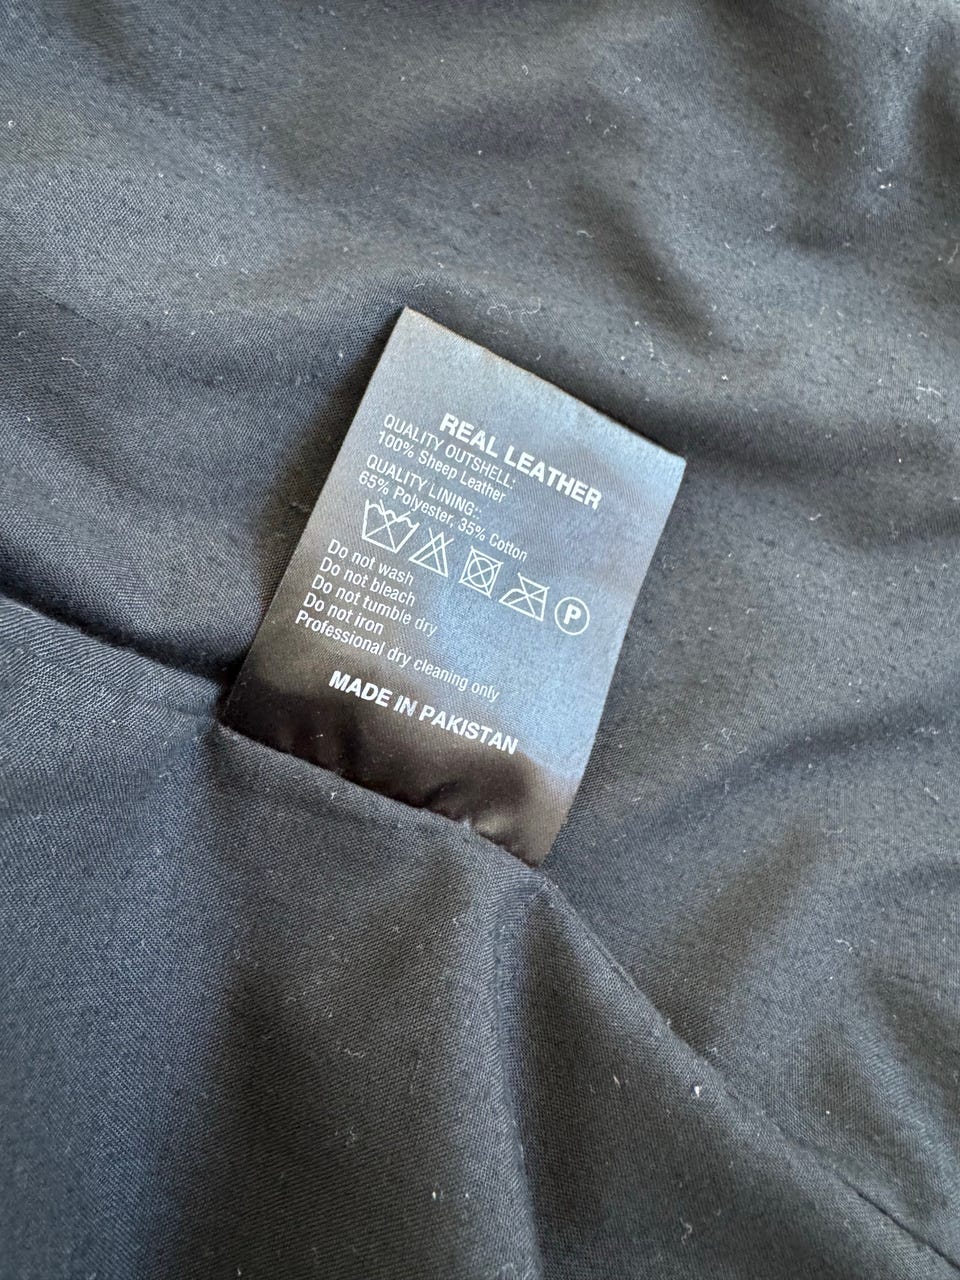 REAL LEATHER
QUALITY OUTSHELL:
100% Sheep Leather
QUALITY LINING::
65% Polyester, 35% Cotton
P
Do not wash
Do not bleach
Do not tumble dry
Do not iron
Professional dry cleaning only
MADE IN PAKISTAN